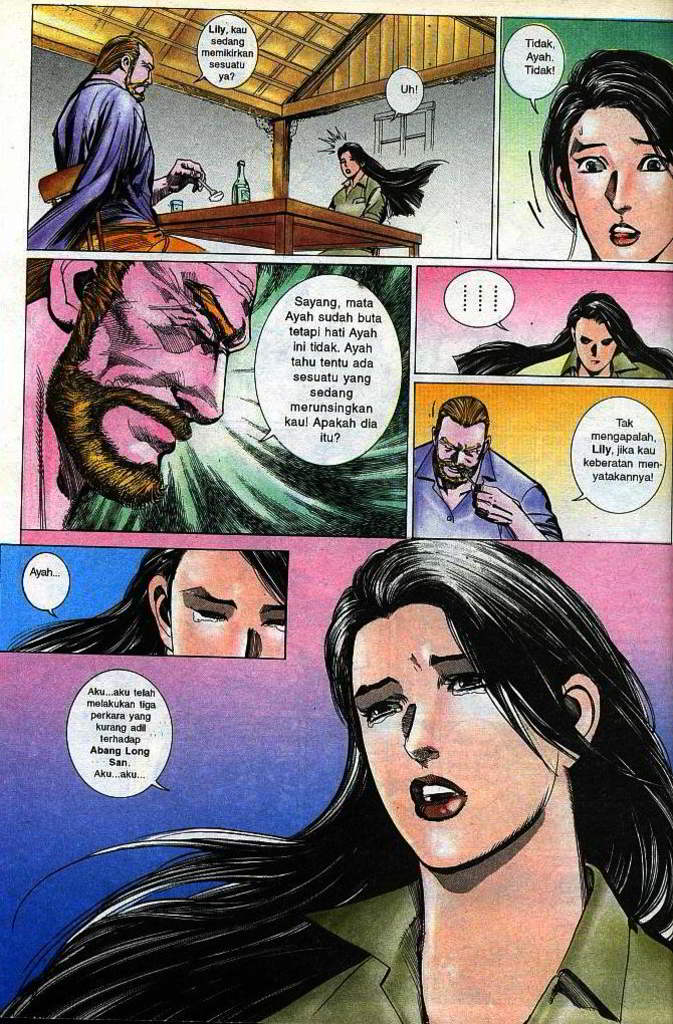 Lily, kau
sedang
memikirkan
sesuatu
ya?
Uh!
Tidak,
Ayah.
Tidak!
Sayang, mata
Ayah sudah buta
tetapi hati Ayah
ini tidak. Ayah
tahu tentu ada
sesuatu yang
sedang
merunsingkan
kau! Apakah dia
itu?
Tak
mengapalah,
Lily, jika kau
keberatan men-
yatakannya!
Ayah...
Aku...aku telah
melakukan tiga
perkara yang
kurang adil
terhadap
Abang Long
San.
Aku...aku...